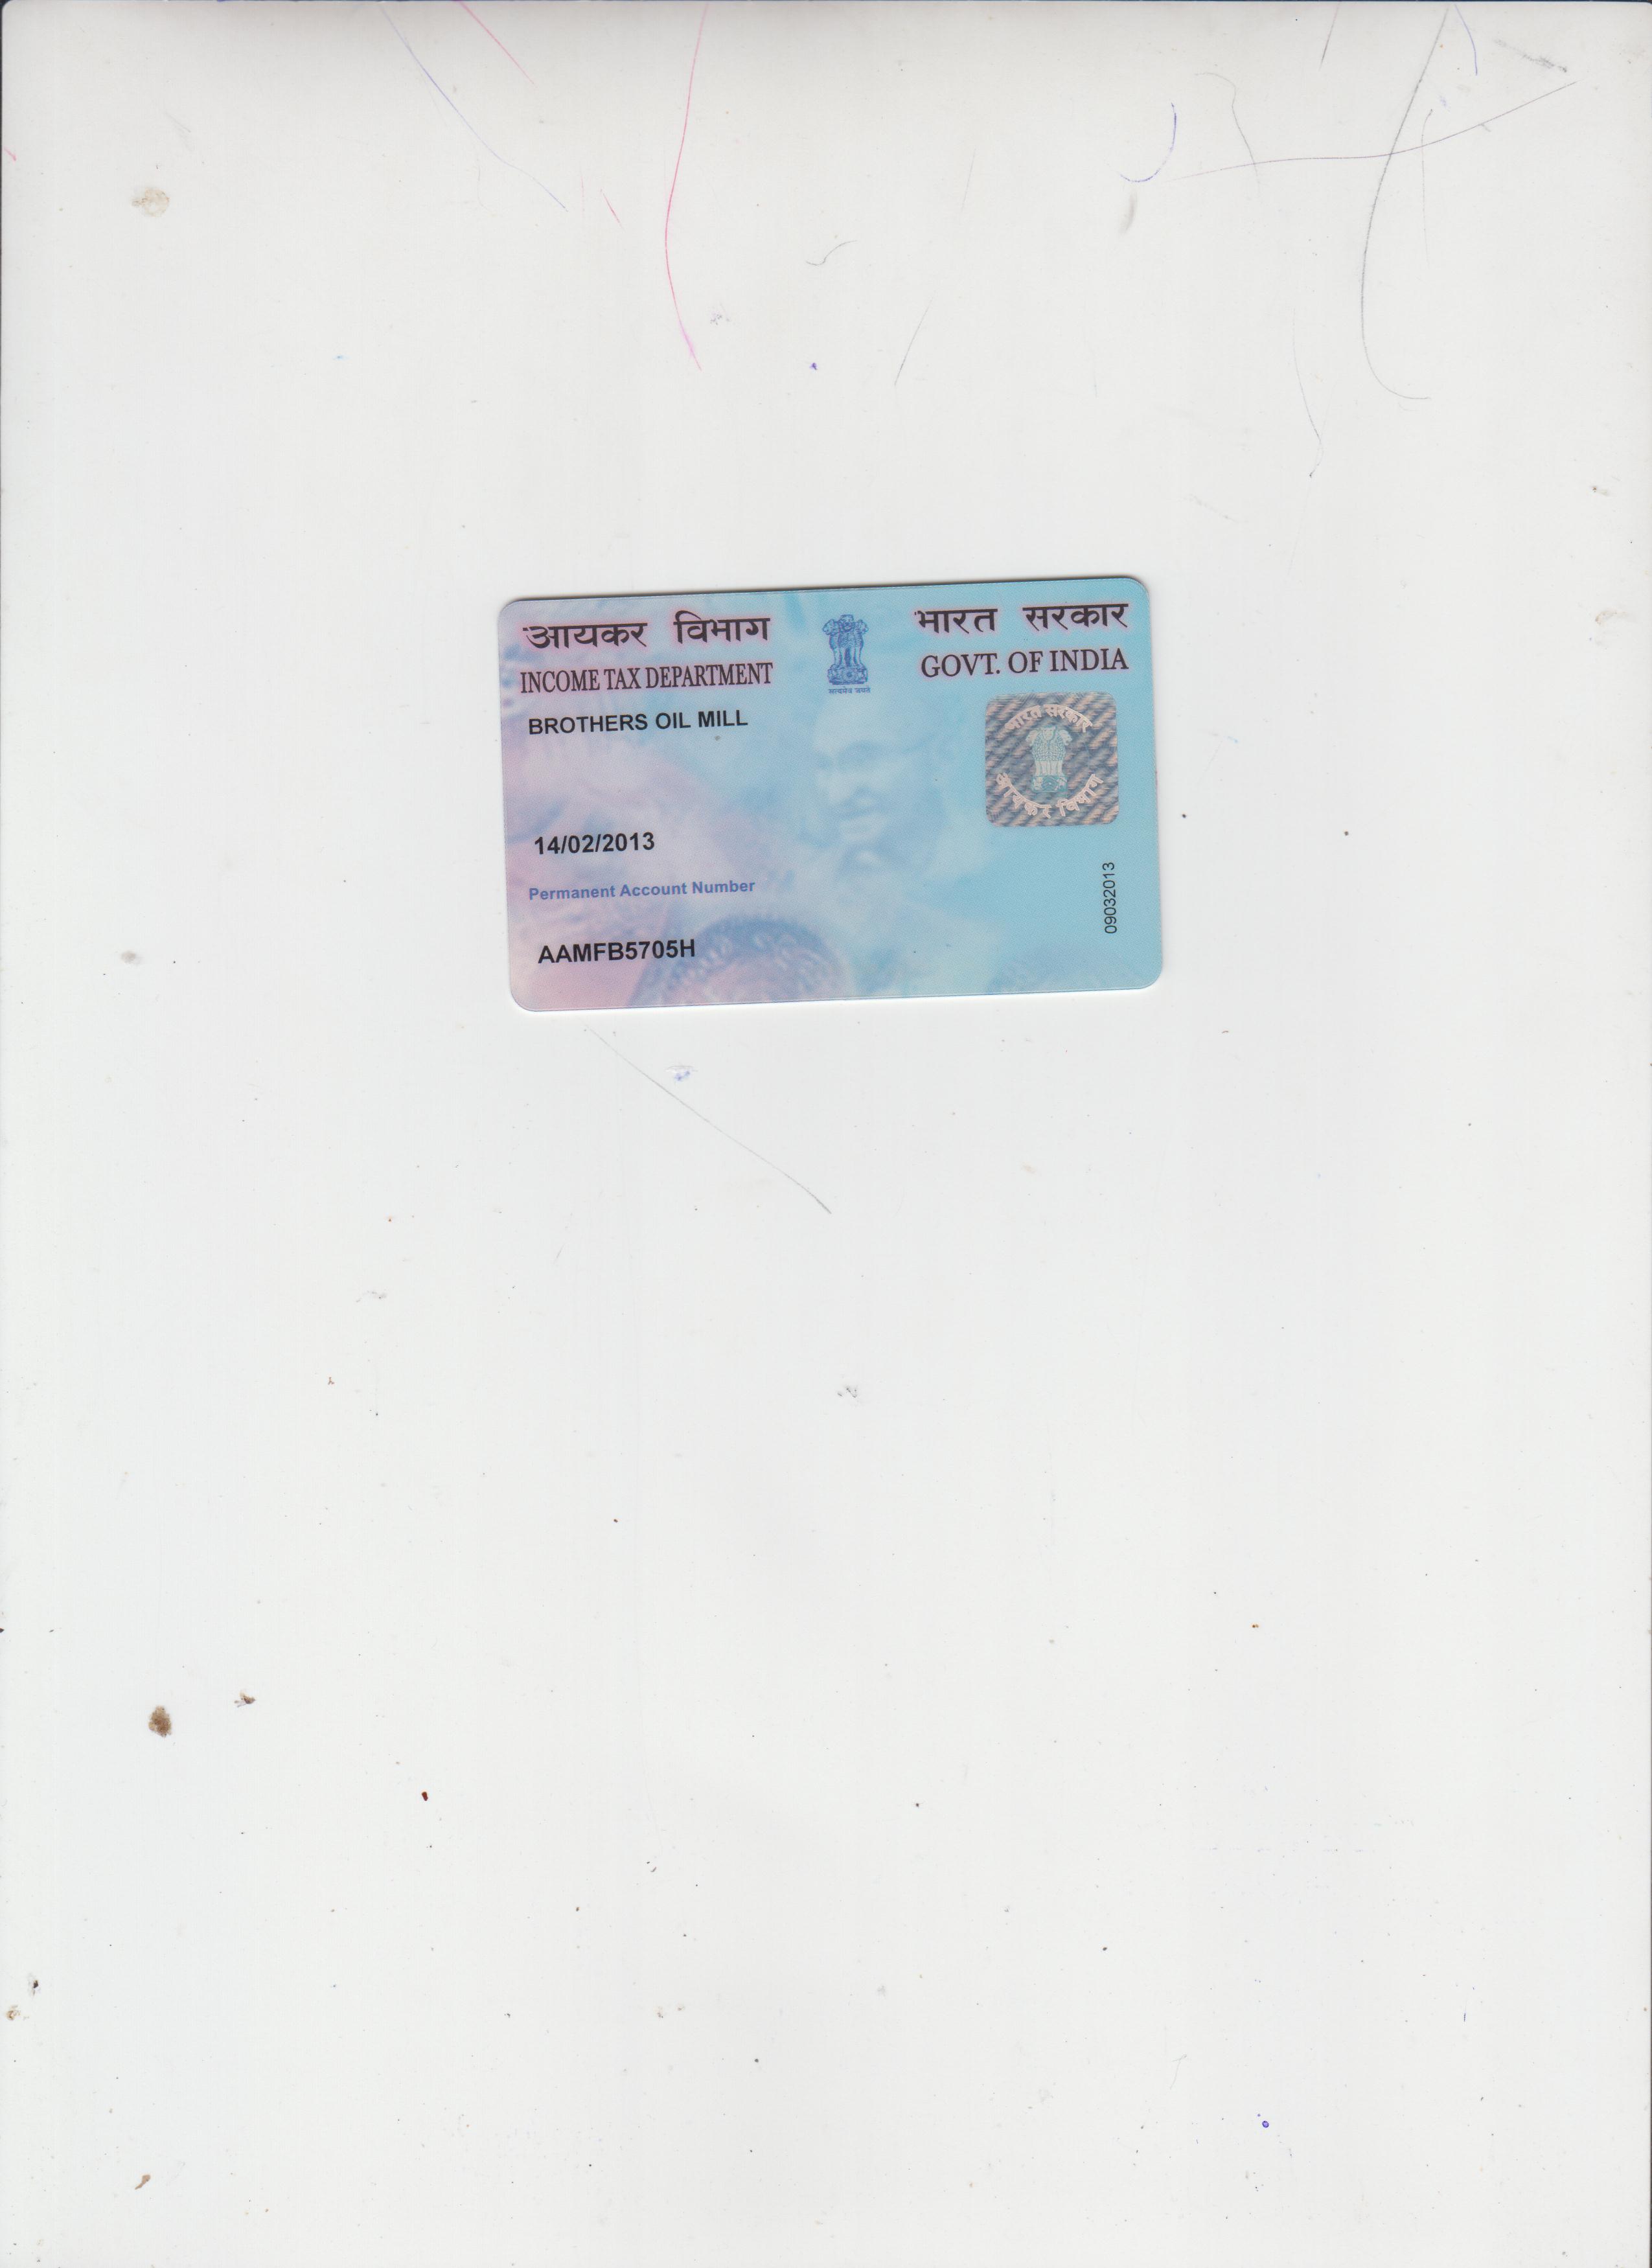 आयकर विभाग
INCOME TAX DEPARTMENT
भारत सरकार
GOVT. OF INDIA
सत्यमेव जयते
BROTHERS OIL MILL
भारत सरकार
आयकर विभाग
14/02/2013
Permanent Account Number
AAMFB5705H
09032013